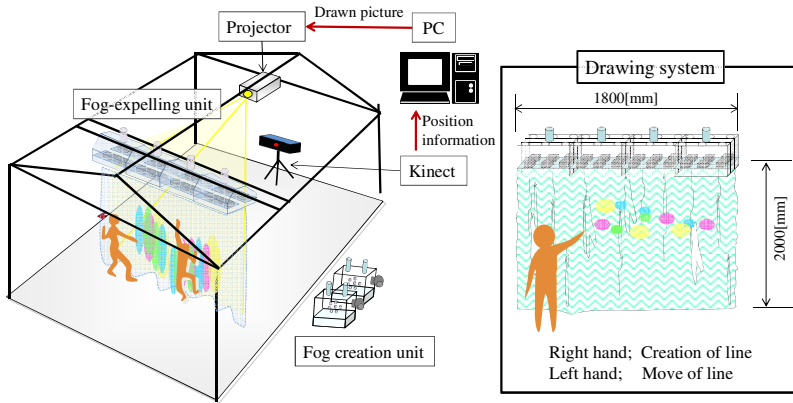 Drawn picture
Projector
PC
Fog-expelling unit
Position
information
Kinect
Fog creation unit
Drawing system
1800[mm]
2000[mm]
Right hand; Creation of line
Left hand; Move of line